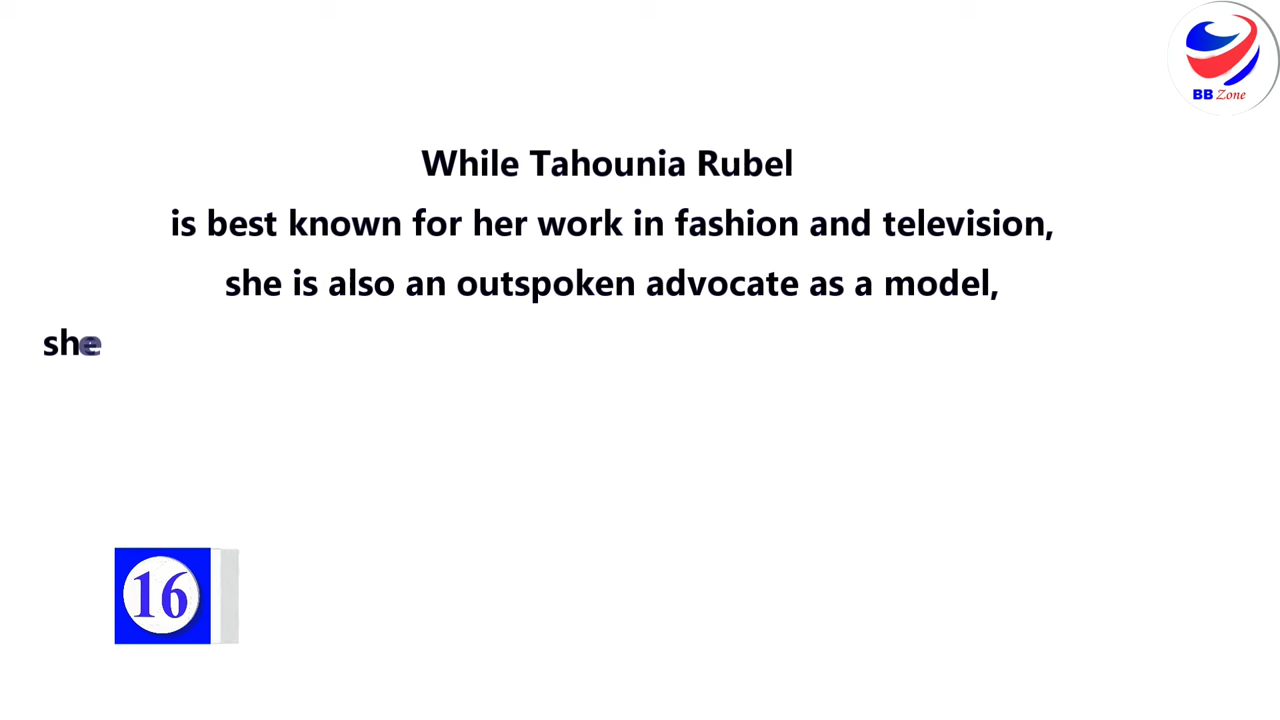 BB Zone
While Tahounia Rubel
is best known for her work in fashion and television,
she is also an outspoken advocate as a model,
she
16